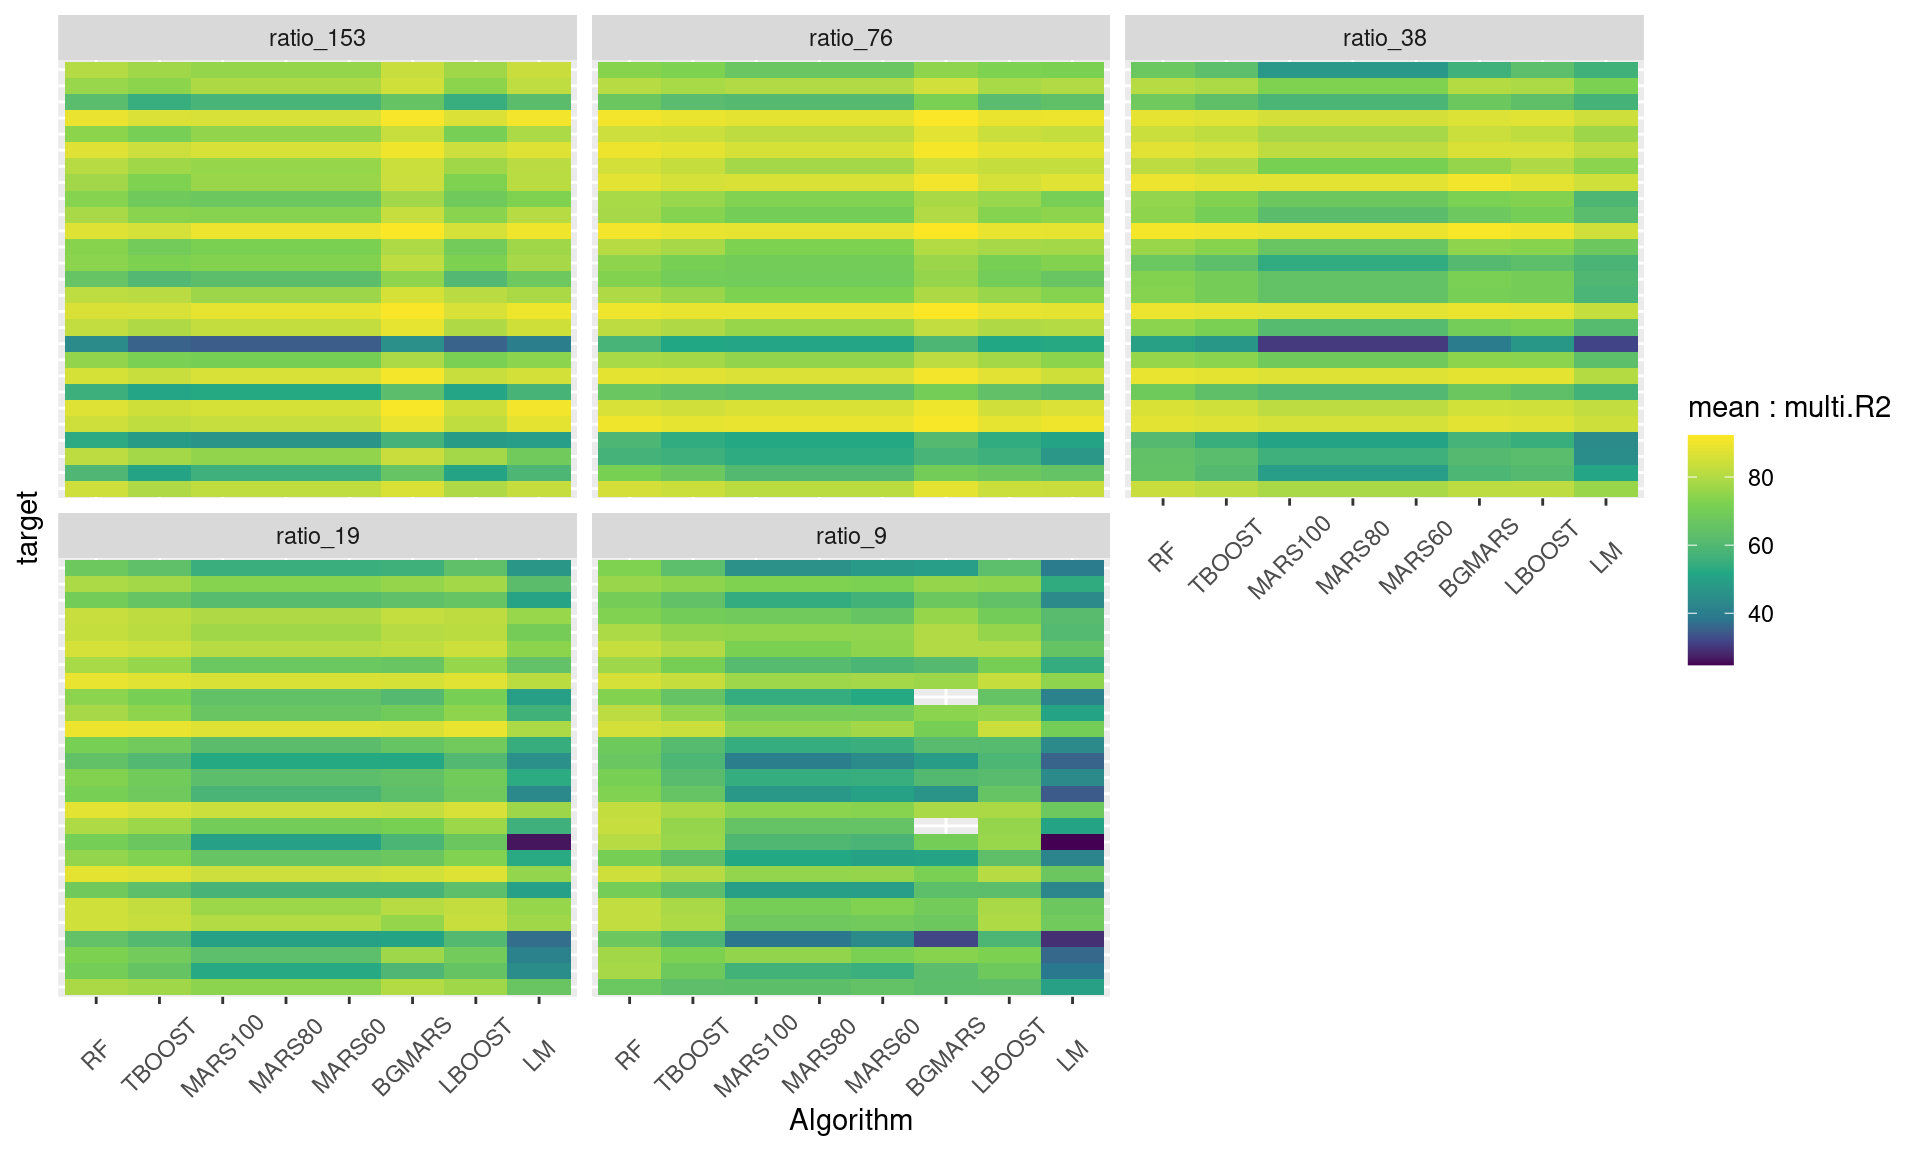 ratio_153
ratio_76
ratio_38
target
ratio_19
ratio_9
RF
TBOOST
MARS100
MARS80
MARS60
BGMARS
LBOOST
LM
RF
TBOOST
MARS100
MARS80
MARS60
BGMARS
LBOOST
LM
RF
TBOOST
MARS100
MARS80
MARS60
BGMARS
LBOOST
LM
Algorithm
mean : multi.R2
80
60
40